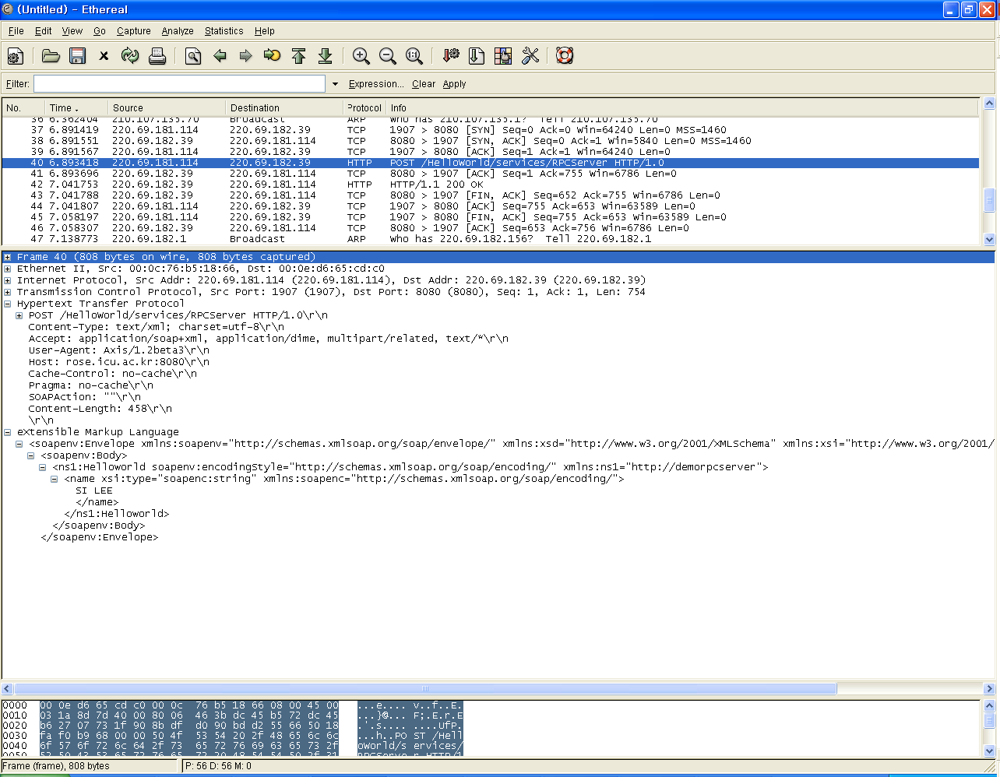 (Untitled) - Ethereal
File Edit View Go Capture Analyze Statistics Help
Filter: Expression... Clear Apply
No. Time . Source Destination Protocol Info
36 6.362404 210.107.135.70 Broadcast ARP Who has 210.107.135.1? Tell 210.107.135.70
37 6.891419 220.69.181.114 220.69.182.39 TCP 1907 > 8080 [SYN] Seq=0 Ack=0 Win=64240 Len=0 MSS=1460
38 6.891551 220.69.182.39 220.69.181.114 TCP 8080 > 1907 [SYN, ACK] Seq=0 Ack=1 Win=5840 Len=0 MSS=1460
39 6.891567 220.69.181.114 220.69.182.39 TCP 1907 > 8080 [ACK] Seq=1 Ack=1 Win=64240 Len=0
40 6.893418 220.69.181.114 220.69.182.39 HTTP POST /HelloWorld/services/RPCServer HTTP/1.0
41 6.893696 220.69.182.39 220.69.181.114 TCP 8080 > 1907 [ACK] Seq=1 Ack=755 Win=6786 Len=0
42 7.041753 220.69.182.39 220.69.181.114 HTTP HTTP/1.1 200 OK
43 7.041788 220.69.182.39 220.69.181.114 TCP 8080 > 1907 [FIN, ACK] Seq=652 Ack=755 Win=6786 Len=0
44 7.041807 220.69.181.114 220.69.182.39 TCP 1907 > 8080 [ACK] Seq=755 Ack=653 Win=63589 Len=0
45 7.058197 220.69.181.114 220.69.182.39 TCP 1907 > 8080 [FIN, ACK] Seq=755 Ack=653 Win=63589 Len=0
46 7.058307 220.69.182.39 220.69.181.114 TCP 8080 > 1907 [ACK] Seq=653 Ack=756 Win=6786 Len=0
47 7.138773 220.69.182.1 Broadcast ARP Who has 220.69.182.156? Tell 220.69.182.1
Frame 40 (808 bytes on wire, 808 bytes captured)
Ethernet II, Src: 00:0c:76:b5:18:66, Dst: 00:0e:d6:65:cd:c0
Internet Protocol, Src Addr: 220.69.181.114 (220.69.181.114), Dst Addr: 220.69.182.39 (220.69.182.39)
Transmission Control Protocol, Src Port: 1907 (1907), Dst Port: 8080 (8080), Seq: 1, Ack: 1, Len: 754
Hypertext Transfer Protocol
POST /HelloWorld/services/RPCServer HTTP/1.0\r\n
Content-Type: text/xml; charset=utf-8\r\n
Accept: application/soap+xml, application/dime, multipart/related, text/*\r\n
User-Agent: Axis/1.2beta3\r\n
Host: rose.icu.ac.kr:8080\r\n
Cache-Control: no-cache\r\n
Pragma: no-cache\r\n
SOAPAction: ""\r\n
Content-Length: 458\r\n
\r\n
eXtensible Markup Language
<soapenv:Envelope xmlns:soapenv="http://schemas.xmlsoap.org/soap/envelope/" xmlns:xsd="http://www.w3.org/2001/XMLSchema" xmlns:xsi="http://www.w3.org/2001/
<soapenv:Body>
<ns1:Helloworld soapenv:encodingStyle="http://schemas.xmlsoap.org/soap/encoding/" xmlns:ns1="http://demorpcserver">
<name xsi:type="soapenc:string" xmlns:soapenc="http://schemas.xmlsoap.org/soap/encoding/">
SI LEE
</name>
</ns1:Helloworld>
</soapenv:Body>
</soapenv:Envelope>
0000 00 0e d6 65 cd c0 00 0c 76 b5 18 66 08 00 45 00 ...e.... v..f..E.
0010 03 1a 8d 7d 40 00 80 06 46 3b dc 45 b5 72 dc 45 ...}@... F;.E.r.E
0020 b6 27 07 73 1f 90 8b df d0 90 bd d2 55 66 50 18 .'.s.... ....UfP.
0030 fa f0 b9 68 00 00 50 4f 53 54 20 2f 48 65 6c 6c ...h..PO ST /Hell
0040 6f 57 6f 72 6c 64 2f 73 65 72 76 69 63 65 73 2f oWorld/s ervices/
0050 52 50 43 53 65 72 76 65 72 20 48 54 54 50 2f 31 RPCServe r HTTP/1
Frame (frame), 808 bytes P: 56 D: 56 M: 0